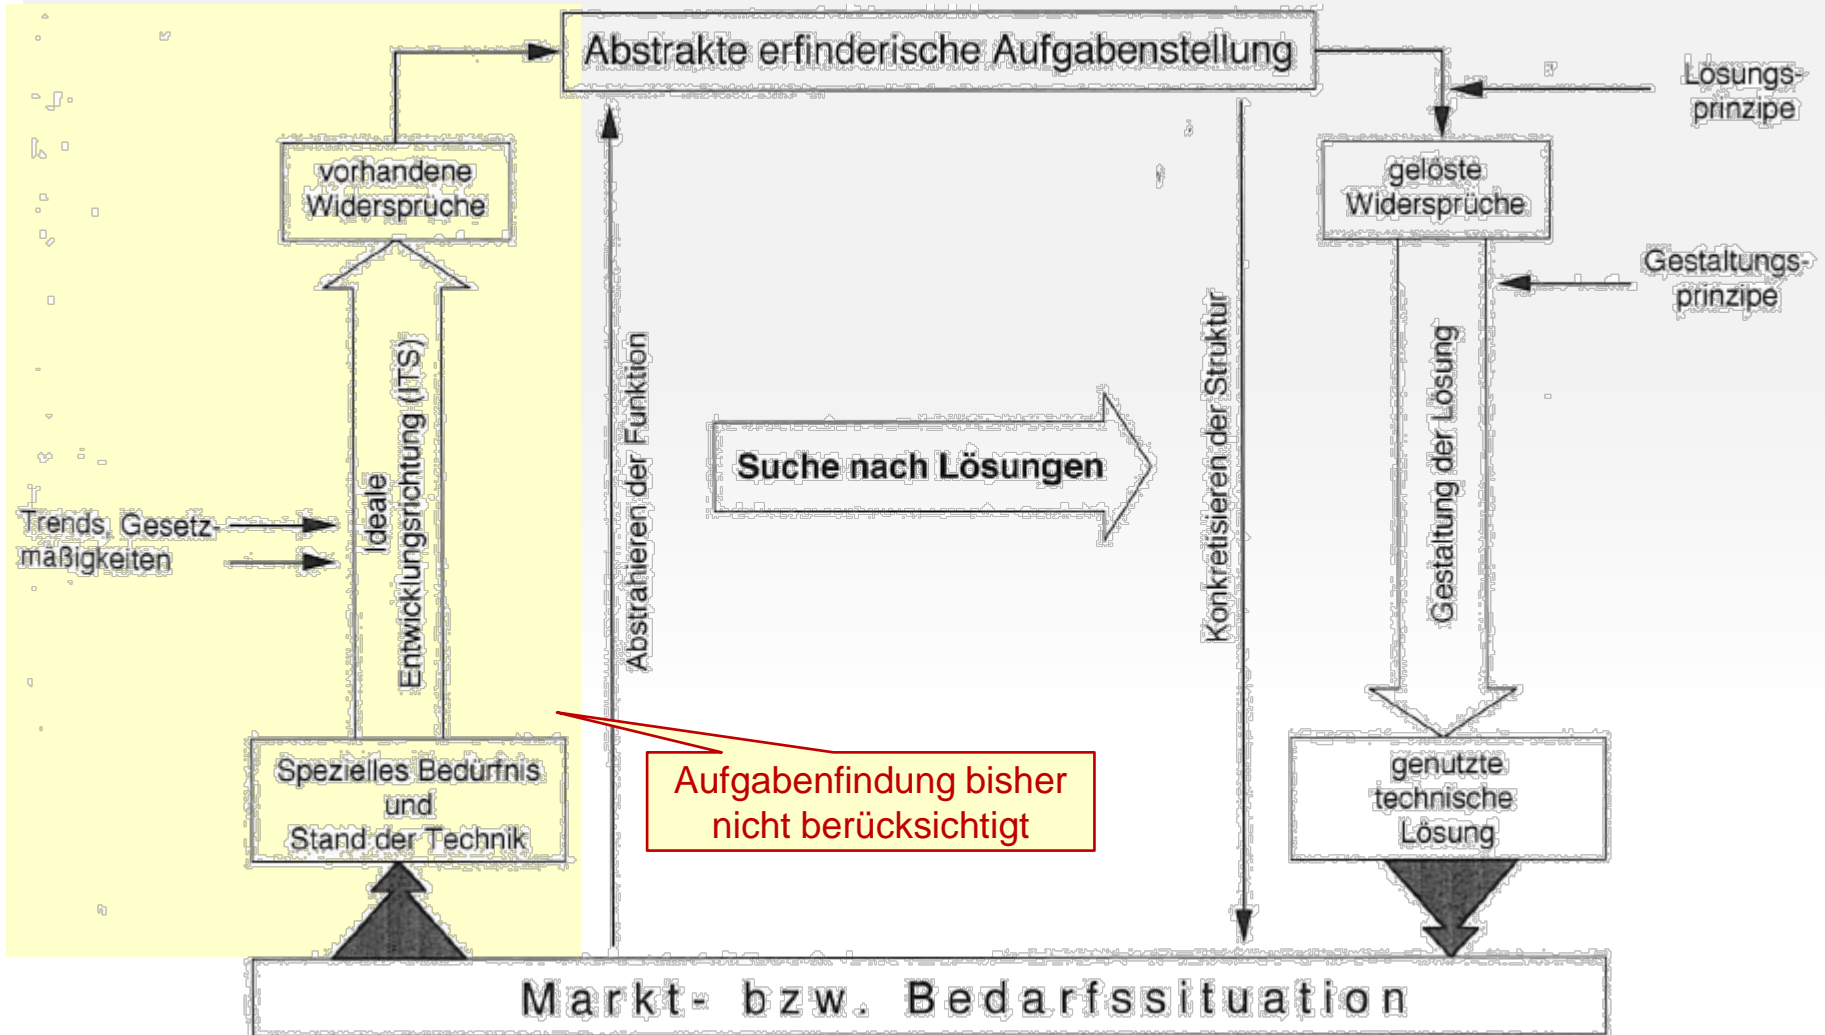 Abstrakte erfinderische Aufgabenstellung
Lösungs-
prinzipe
vorhandene
Widersprüche
gelöste
Widersprüche
Gestaltungs-
prinzipe
Ideale
Entwicklungsrichtung (ITS)
Abstrahieren der Funktion
Suche nach Lösungen
Konkretisieren der Struktur
Gestaltung der Lösung
Trends, Gesetz-
mäßigkeiten
Spezielles Bedürfnis
und
Stand der Technik
Aufgabenfindung bisher
nicht berücksichtigt
genutzte
technische
Lösung
Markt- bzw. Bedarfssituation